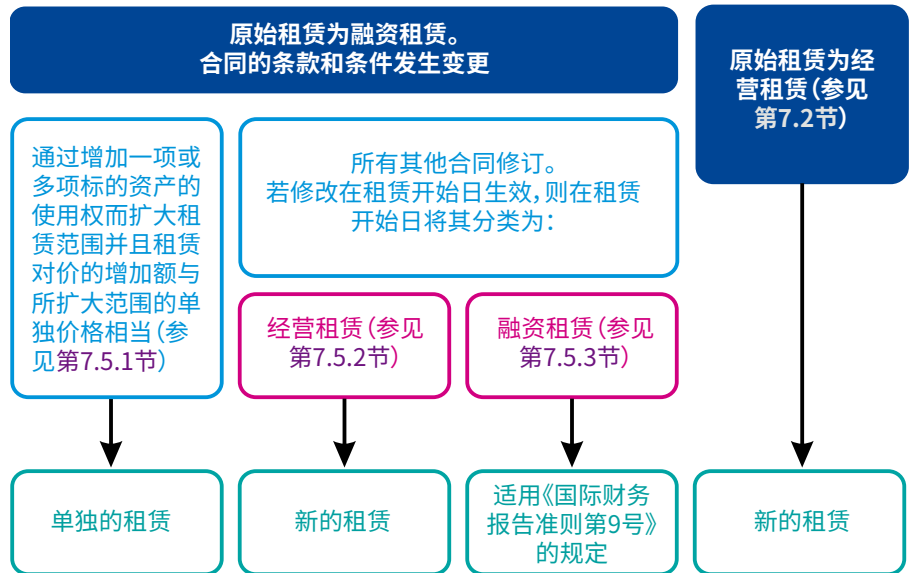 原始租赁为融资租赁。
合同的条款和条件发生变更
原始租赁为经
营租赁（参见
第7.2节）
通过增加一项或
多项标的资产的
使用权而扩大租
赁范围并且租赁
对价的增加额与
所扩大范围的单
独价格相当（参
见第7.5.1节）
所有其他合同修订。
若修改在租赁开始日生效，则在租赁
开始日将其分类为：
经营租赁（参见
第7.5.2节）
融资租赁（参见
第7.5.3节）
单独的租赁
新的租赁
适用《国际财务
报告准则第9号》
的规定
新的租赁